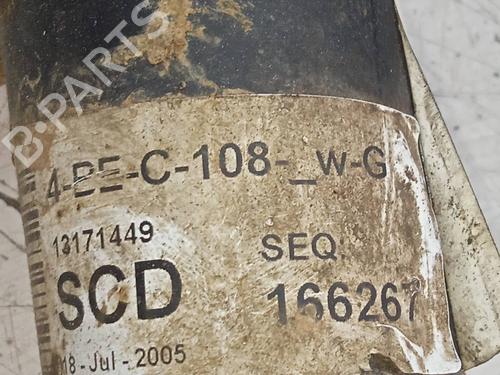 B-PARTS
4-BE-C-108-_W-G
13171449
SEQ:
SCD
166267
18-Jul-2005